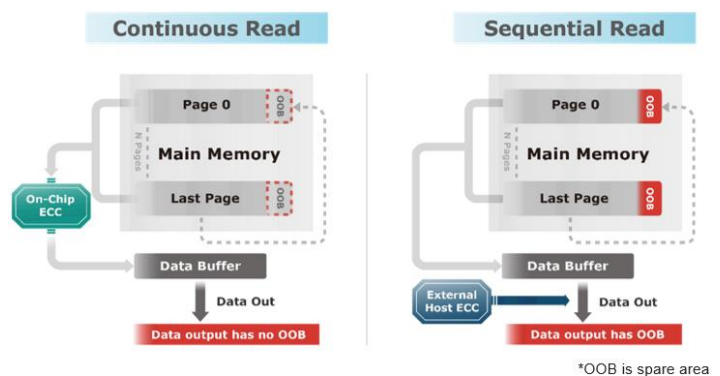 Continuous Read
Page 0
OOB
N Pages
Main Memory
Last Page
OOB
On-Chip
ECC
Data Buffer
Data Out
Data output has no OOB
Sequential Read
Page 0
OOB
N Pages
Main Memory
Last Page
OOB
Data Buffer
External
Host ECC
Data Out
Data output has OOB
*OOB is spare area